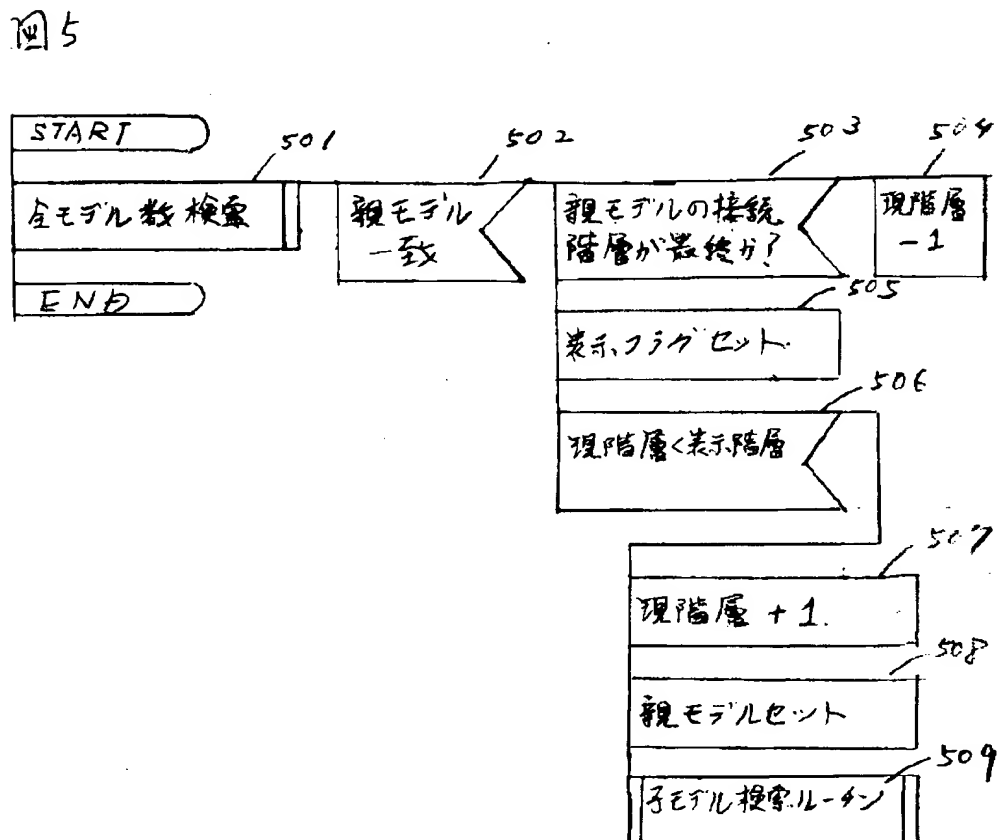 図5
START
501
502
503
504
全モデル数検索
親モデル
一致
親モデルの接続
階層が最終か?
現階層
-1
END
505
表示フラグセット
506
現階層<表示階層
507
現階層 +1.
508
親モデルセット
509
子モデル検索ルーチン